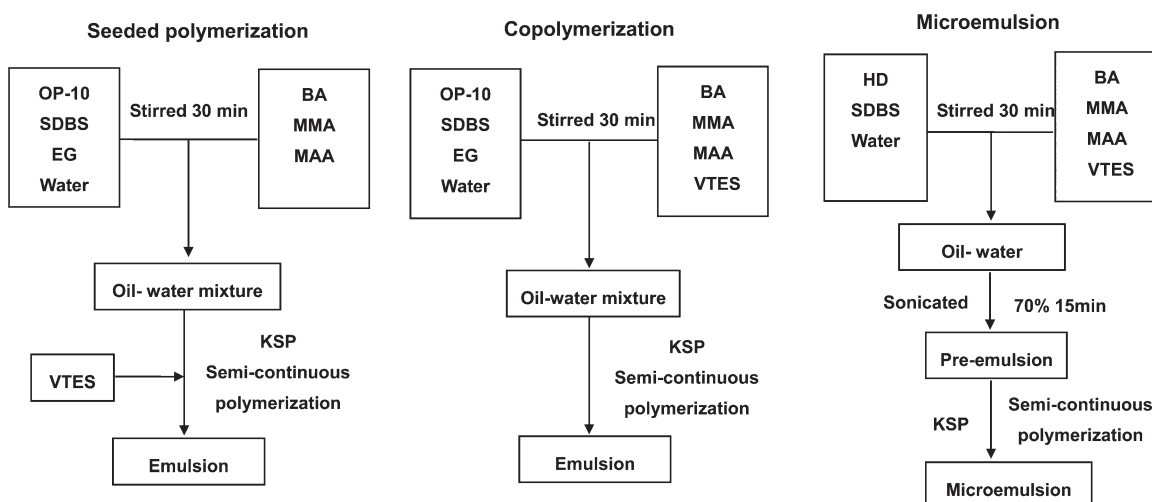 Seeded polymerization
OP-10
SDBS
EG
Water
Stirred 30 min
BA
MMA
MAA
Oil- water mixture
VTES
KSP
Semi-continuous
polymerization
Emulsion
Copolymerization
OP-10
SDBS
EG
Water
Stirred 30 min
BA
MMA
MAA
VTES
Oil-water mixture
KSP
Semi-continuous
polymerization
Emulsion
Microemulsion
HD
SDBS
Water
Stirred 30 min
BA
MMA
MAA
VTES
Oil- water
Sonicated 70% 15min
Pre-emulsion
KSP
Semi-continuous
polymerization
Microemulsion